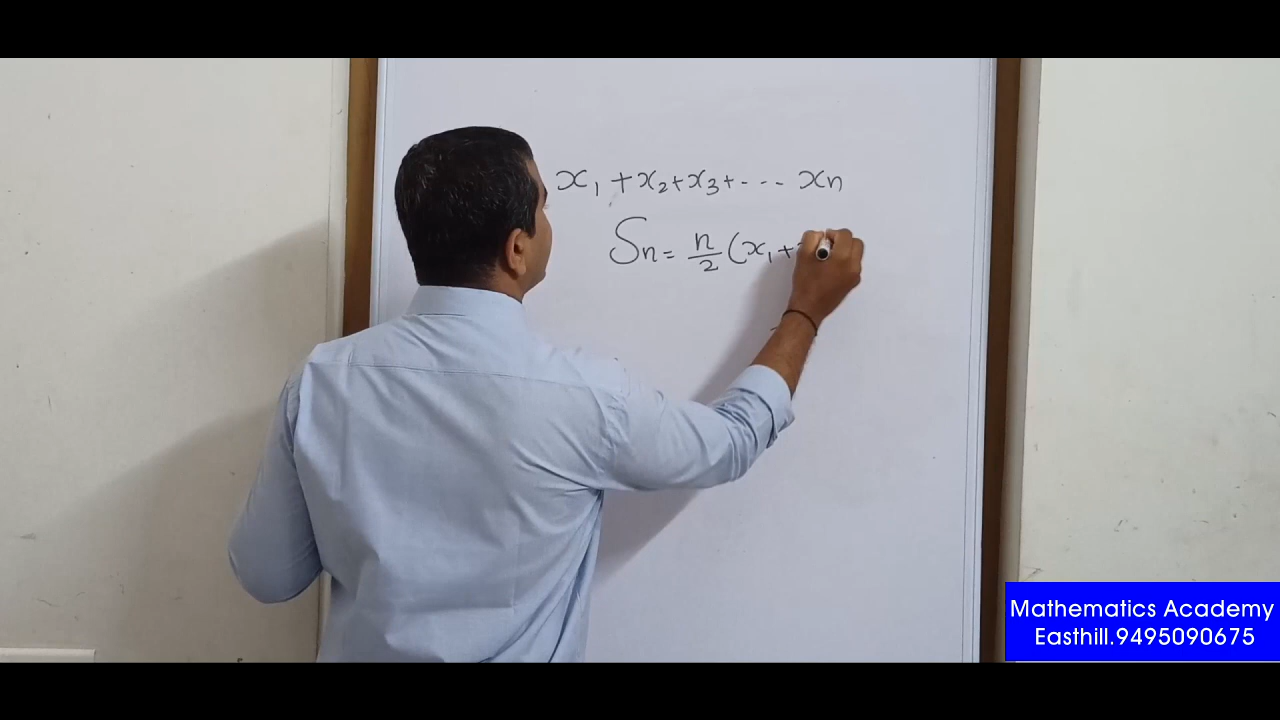 x₁ + x₂ + x₃ + --- xn
Sn = n/2 (x₁ +
Mathematics Academy
Easthill.9495090675